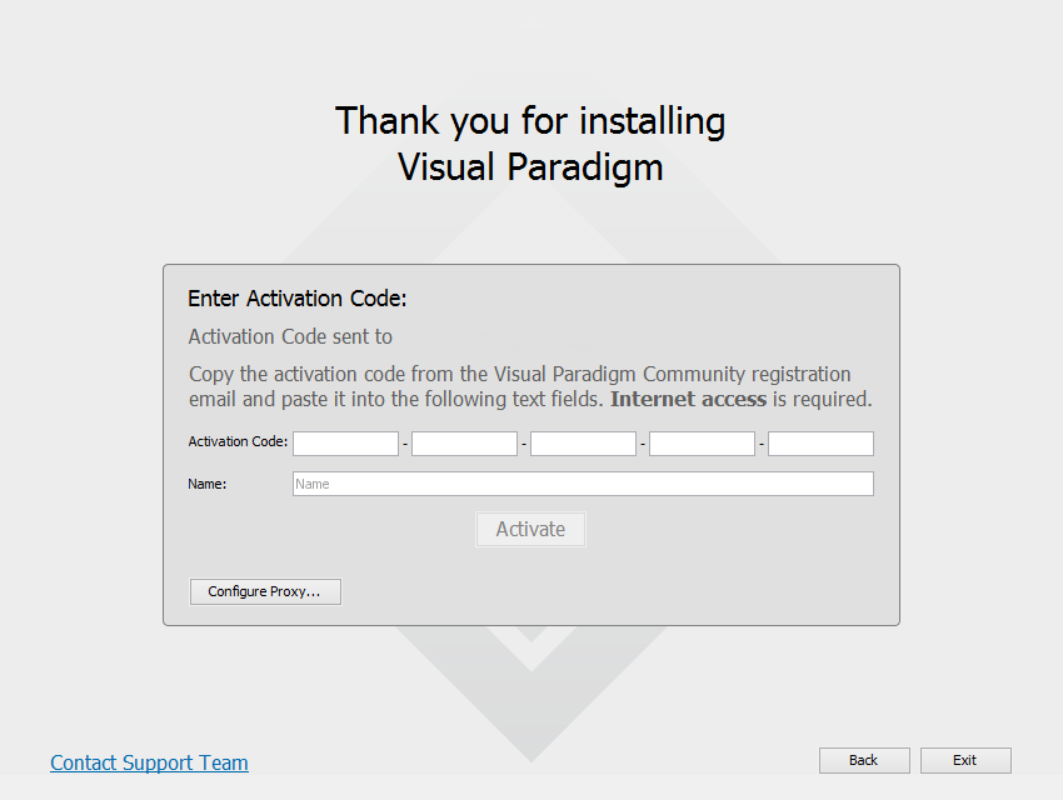 Thank you for installing
Visual Paradigm
Enter Activation Code:
Activation Code sent to
Copy the activation code from the Visual Paradigm Community registration
email and paste it into the following text fields. Internet access is required.
Activation Code: - - - -
Name: Name
Activate
Configure Proxy...
Contact Support Team Back Exit